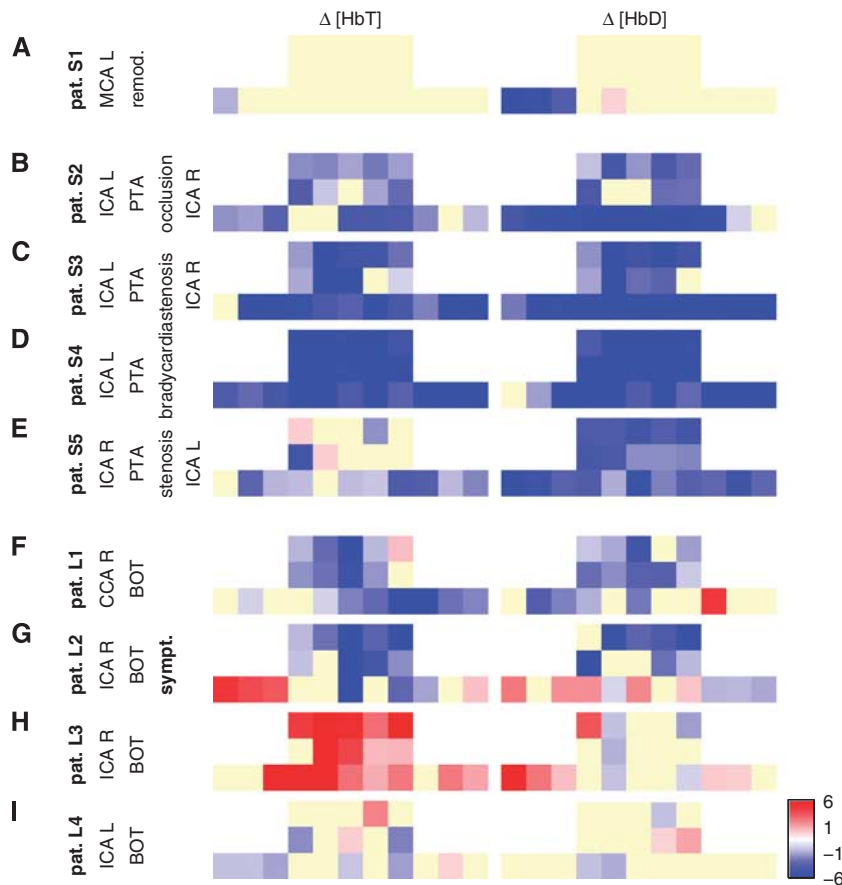 Δ [HbT] Δ [HbD]
A
pat. S1
MCA L
remod.
B
pat. S2
ICA L
PTA
occlusion
ICA R
C
pat. S3
ICA L
PTA
stenosis
ICA R
D
pat. S4
ICA L
PTA
bradycardia
E
pat. S5
ICA R
PTA
stenosis
ICA L
F
pat. L1
CCA R
BOT
G
pat. L2
ICA R
BOT
sympt.
H
pat. L3
ICA R
BOT
I
pat. L4
ICA L
BOT
6
1
−1
−6